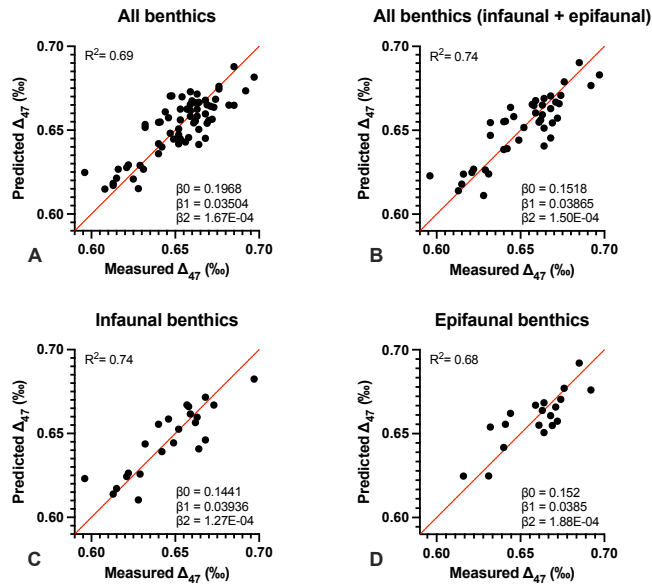 All benthics
R²= 0.69
Predicted Δ₄₇ (‰)
0.70
0.65
0.60
β0 = 0.1968
β1 = 0.03504
β2 = 1.67E-04
0.60 0.65 0.70
A
Measured Δ₄₇ (‰)
All benthics (infaunal + epifaunal)
R²= 0.74
Predicted Δ₄₇ (‰)
0.70
0.65
0.60
β0 = 0.1518
β1 = 0.03865
β2 = 1.50E-04
0.60 0.65 0.70
B
Measured Δ₄₇ (‰)
Infaunal benthics
R²= 0.74
Predicted Δ₄₇ (‰)
0.70
0.65
0.60
β0 = 0.1441
β1 = 0.03936
β2 = 1.27E-04
0.60 0.65 0.70
C
Measured Δ₄₇ (‰)
Epifaunal benthics
R²= 0.68
Predicted Δ₄₇ (‰)
0.70
0.65
0.60
β0 = 0.152
β1 = 0.0385
β2 = 1.88E-04
0.60 0.65 0.70
D
Measured Δ₄₇ (‰)